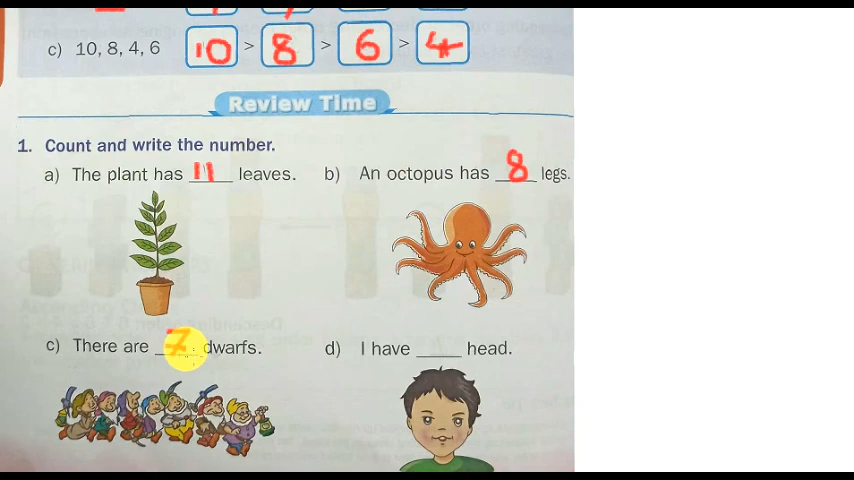 c) 10, 8, 4, 6 10 > 8 > 6 > 4
Review Time
1. Count and write the number.
a) The plant has 11 leaves. b) An octopus has 8 legs.
c) There are 7 dwarfs. d) I have ____ head.